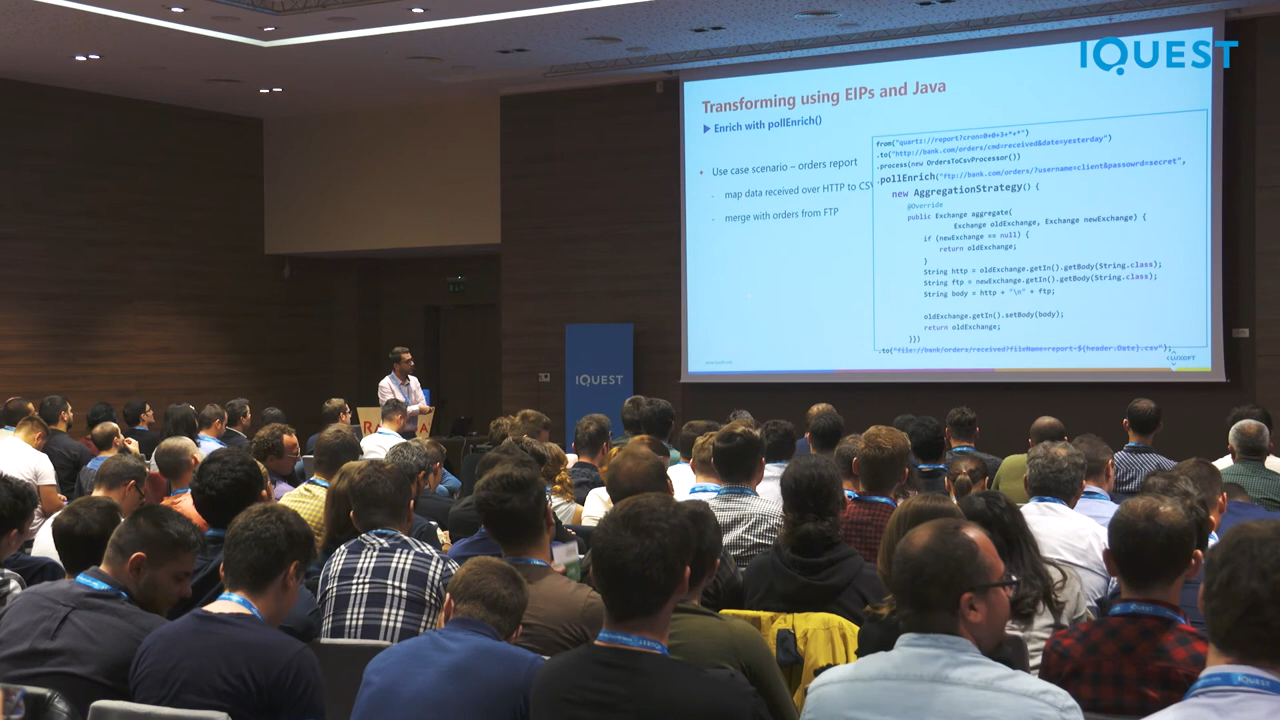 IQUEST
Transforming using EIPs and Java
Enrich with pollEnrich()
Use case scenario – orders report
- map data received over HTTP to CSV
- merge with orders from FTP
from("quartz://report?cron=0+0+3+*+*")
.to("http://bank.com/orders/cmd=received&date=yesterday")
.process(new OrdersToCsvProcessor())
.pollEnrich("ftp://bank.com/orders/?username=client&passowrd=secret",
new AggregationStrategy() {
@Override
public Exchange aggregate(
Exchange oldExchange, Exchange newExchange) {
if (newExchange == null) {
return oldExchange;
}
String http = oldExchange.getIn().getBody(String.class);
String ftp = newExchange.getIn().getBody(String.class);
String body = http + "\n" + ftp;
oldExchange.getIn().setBody(body);
return oldExchange;
}})
.to("file://bank/orders/received?fileName=report-${header.Date}.csv");
LUXOFT
IQUEST